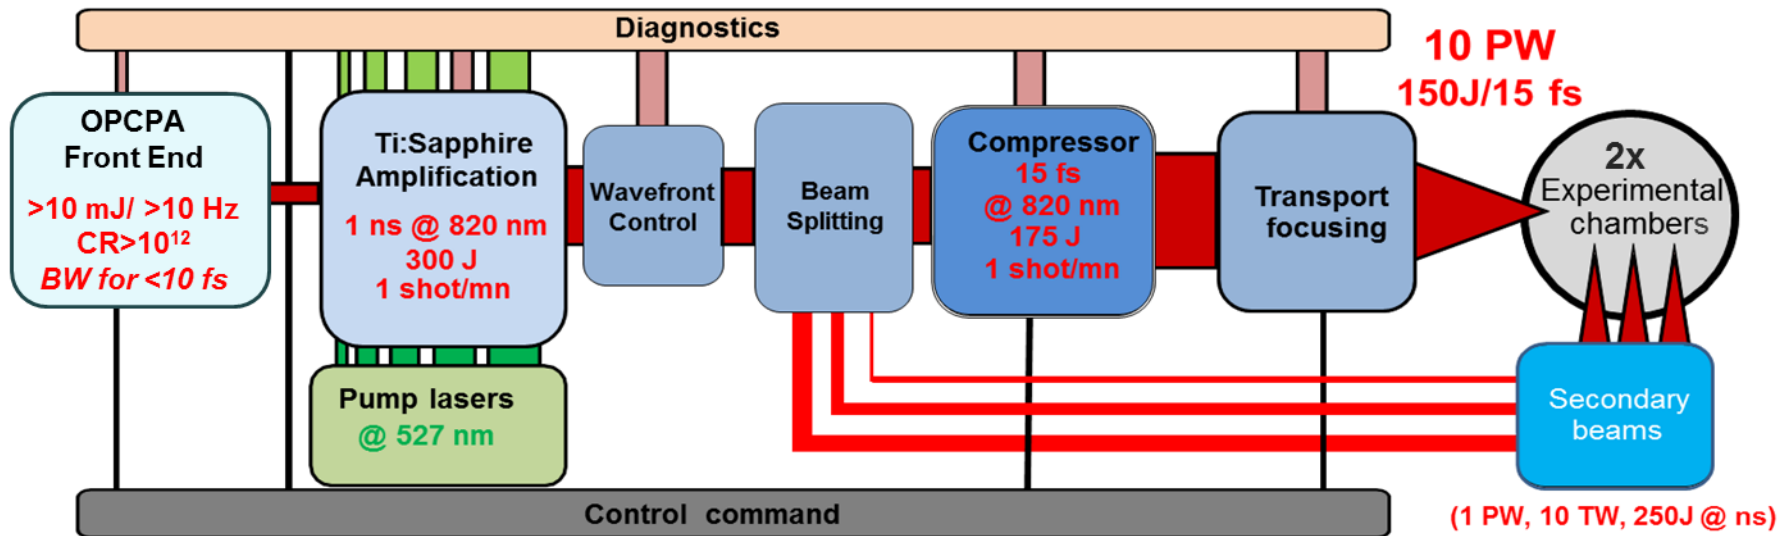 Diagnostics
10 PW
150J/15 fs
OPCPA
Front End
>10 mJ/ >10 Hz
CR>10¹²
BW for <10 fs
Ti:Sapphire
Amplification
1 ns @ 820 nm
300 J
1 shot/mn
Wavefront
Control
Beam
Splitting
Compressor
15 fs
@ 820 nm
175 J
1 shot/mn
Transport
focusing
2x
Experimental
chambers
Pump lasers
@ 527 nm
Secondary
beams
(1 PW, 10 TW, 250J @ ns)
Control command